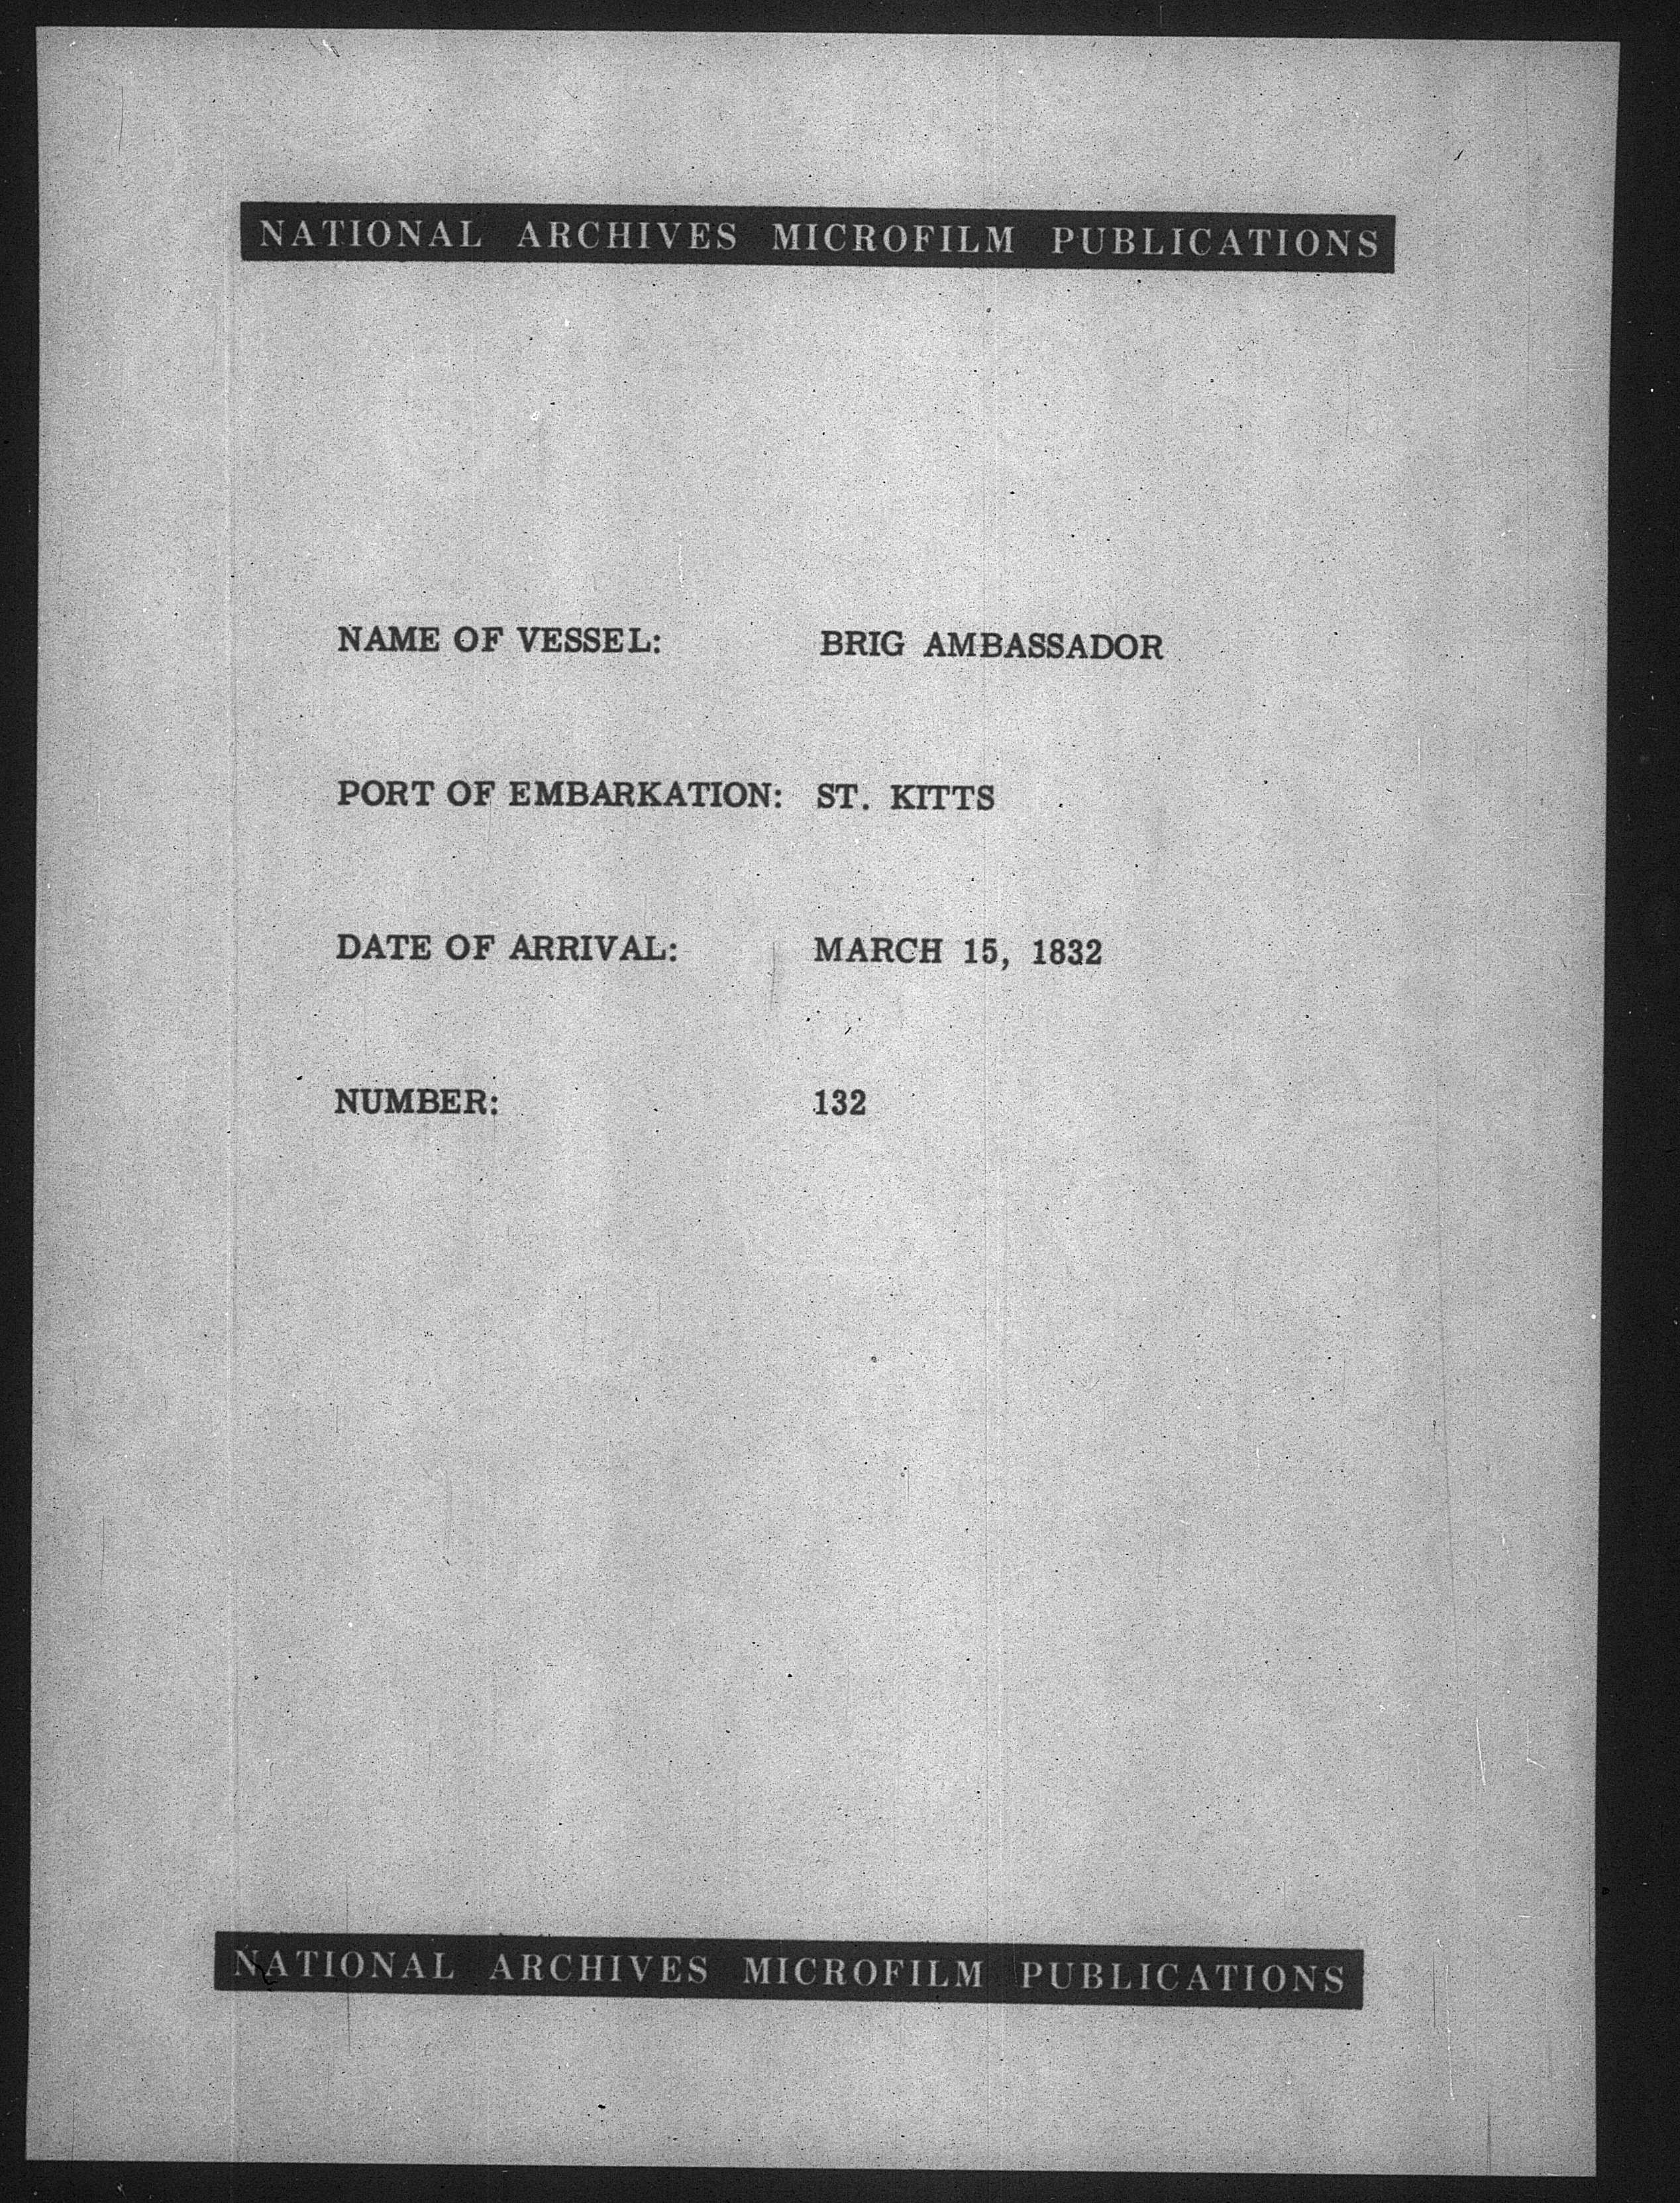 NATIONAL ARCHIVES MICROFILM PUBLICATIONS
NAME OF VESSEL: BRIG AMBASSADOR
PORT OF EMBARKATION: ST. KITTS
DATE OF ARRIVAL: MARCH 15, 1832
NUMBER: 132
NATIONAL ARCHIVES MICROFILM PUBLICATIONS